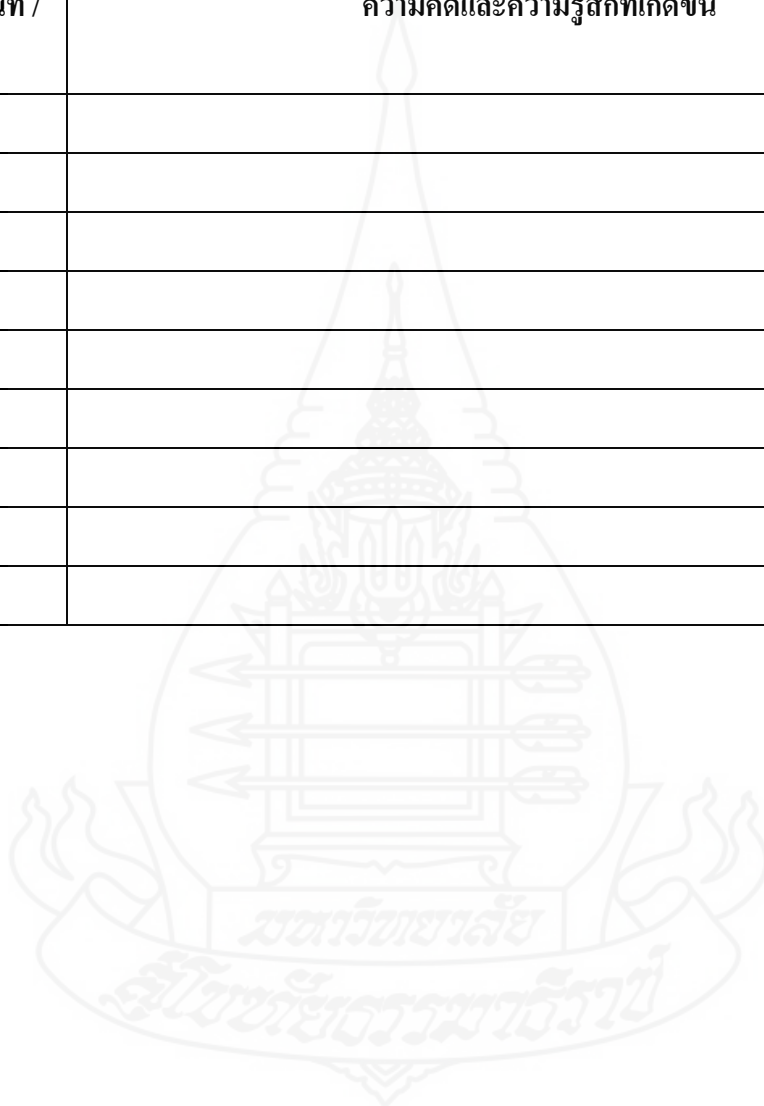 นที่ / ความคิดและความรู้สึกที่เกิดขึ้น
มหาวิทยาลัย
สุโขทัยธรรมาธิราช